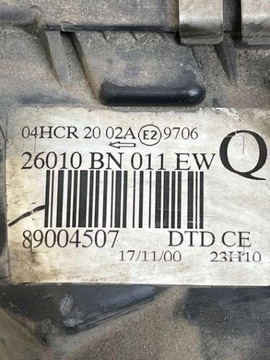 04HCR 20 02A E2 9706
←
26010 BN 011 EW Q
89004507 DTD CE
17/11/00 23H10